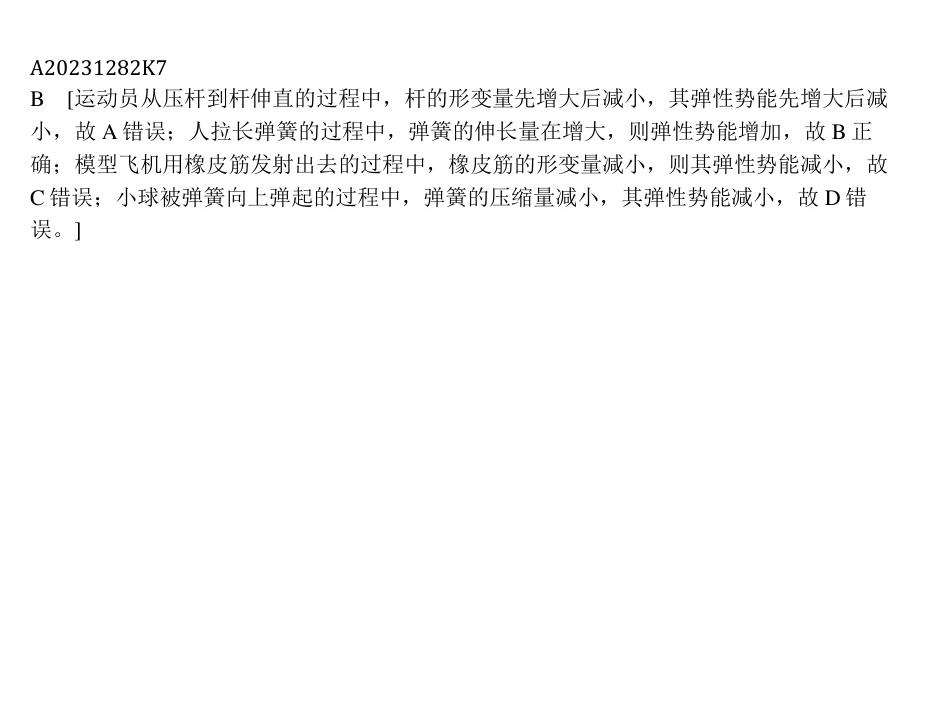 A20231282K7
B [运动员从压杆到杆伸直的过程中，杆的形变量先增大后减小，其弹性势能先增大后减
小，故 A 错误；人拉长弹簧的过程中，弹簧的伸长量在增大，则弹性势能增加，故 B 正
确；模型飞机用橡皮筋发射出去的过程中，橡皮筋的形变量减小，则其弹性势能减小，故
C 错误；小球被弹簧向上弹起的过程中，弹簧的压缩量减小，其弹性势能减小，故 D 错
误。]